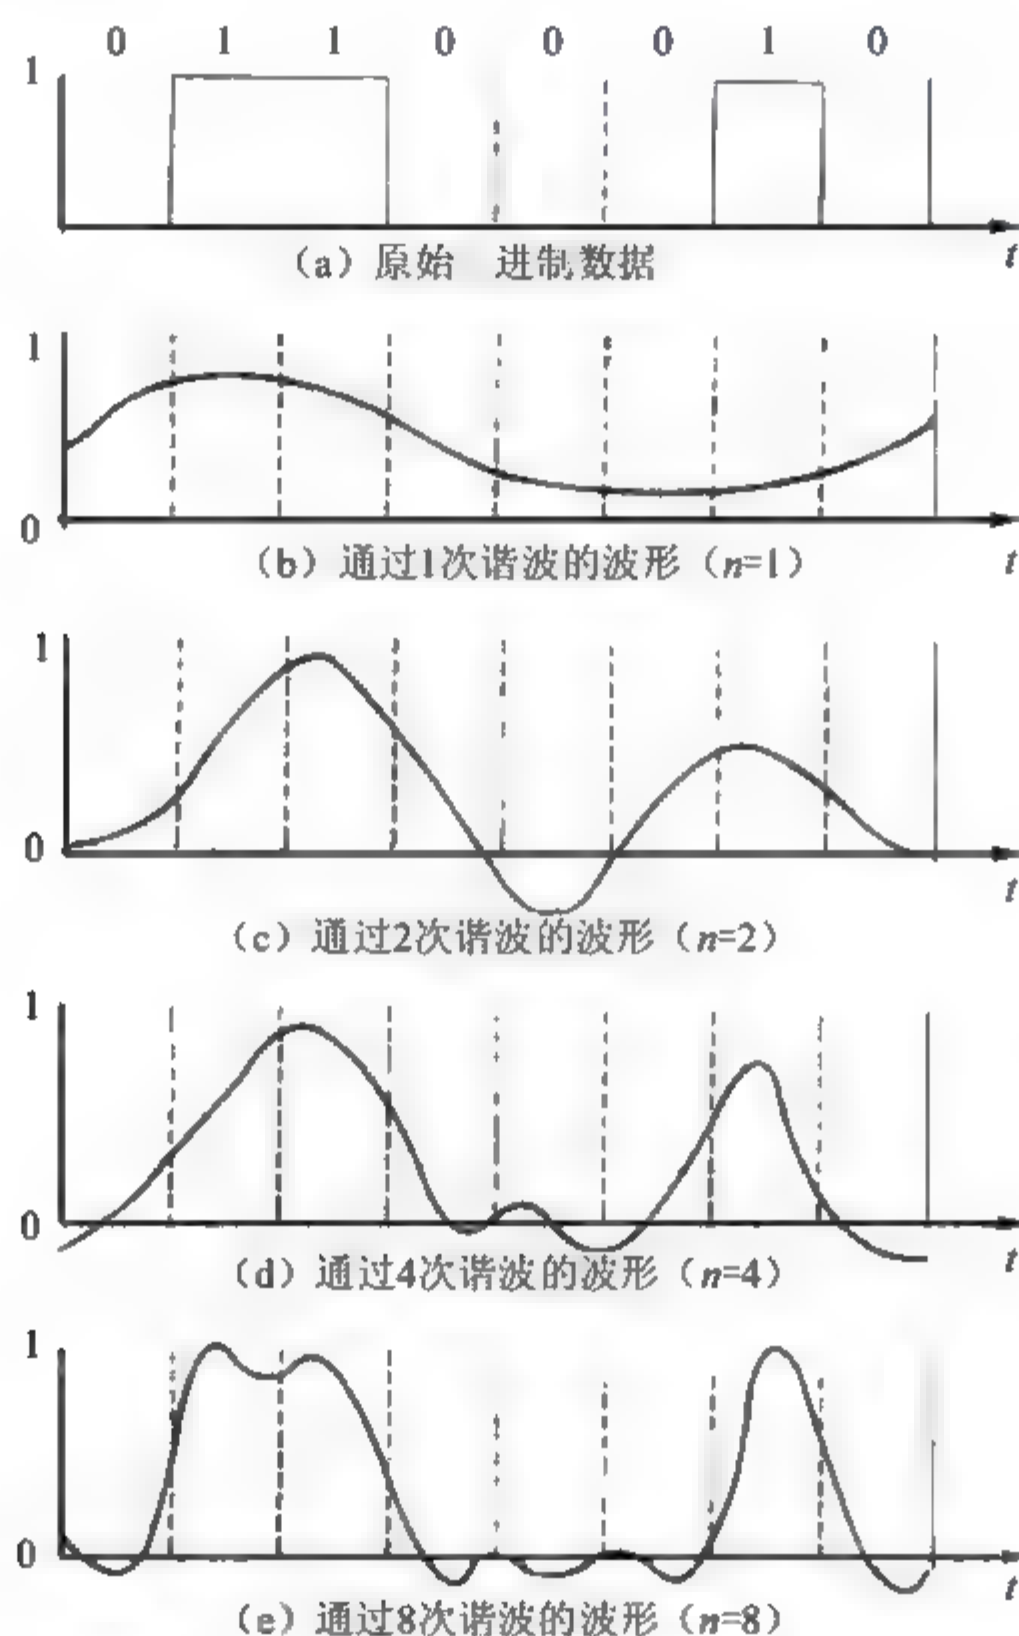 0 1 1 0 0 0 1 0
1
t
(a)原始 进制数据
1
0
t
(b)通过1次谐波的波形(n=1)
1
0
t
(c)通过2次谐波的波形(n=2)
1
0
t
(d)通过4次谐波的波形(n=4)
1
0
t
(e)通过8次谐波的波形(n=8)